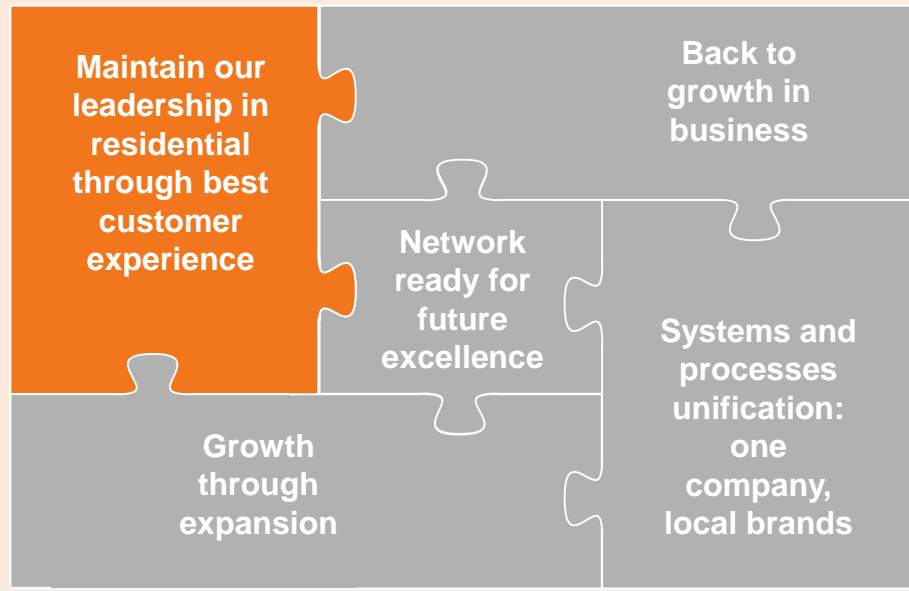 Maintain our
leadership in
residential
through best
customer
experience
Back to
growth in
business
Network
ready for
future
excellence
Systems and
processes
unification:
one
company,
local brands
Growth
through
expansion